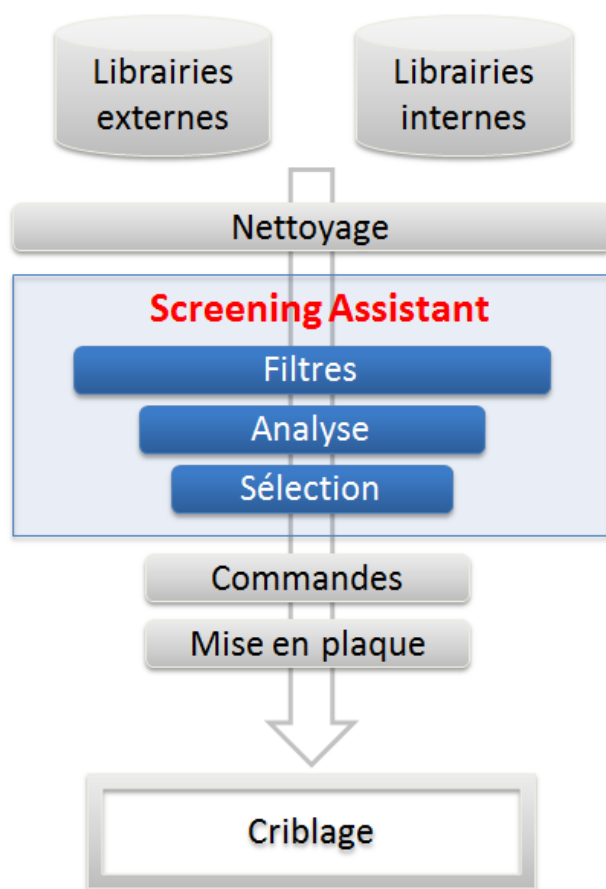 Librairies
externes
Librairies
internes
Nettoyage
Screening Assistant
Filtres
Analyse
Sélection
Commandes
Mise en plaque
Criblage